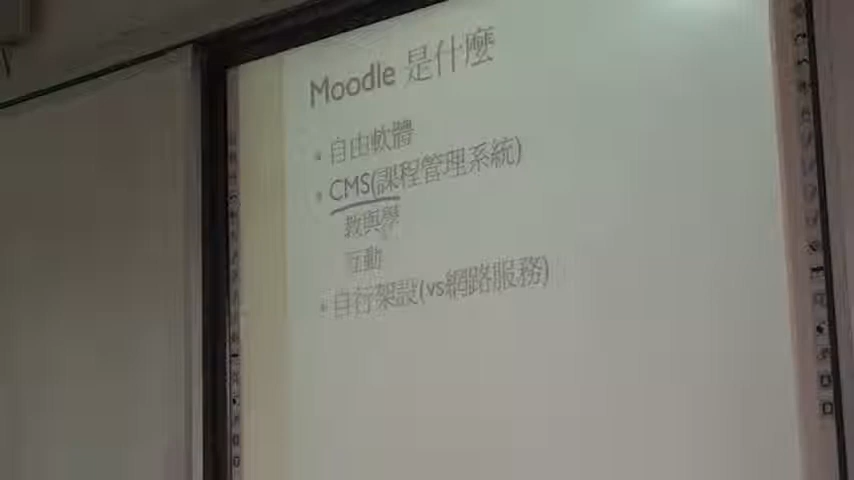 Moodle 是什麼
• 自由軟體
• CMS(課程管理系統)
教與學
互動
• 自行架設(vs網路服務)